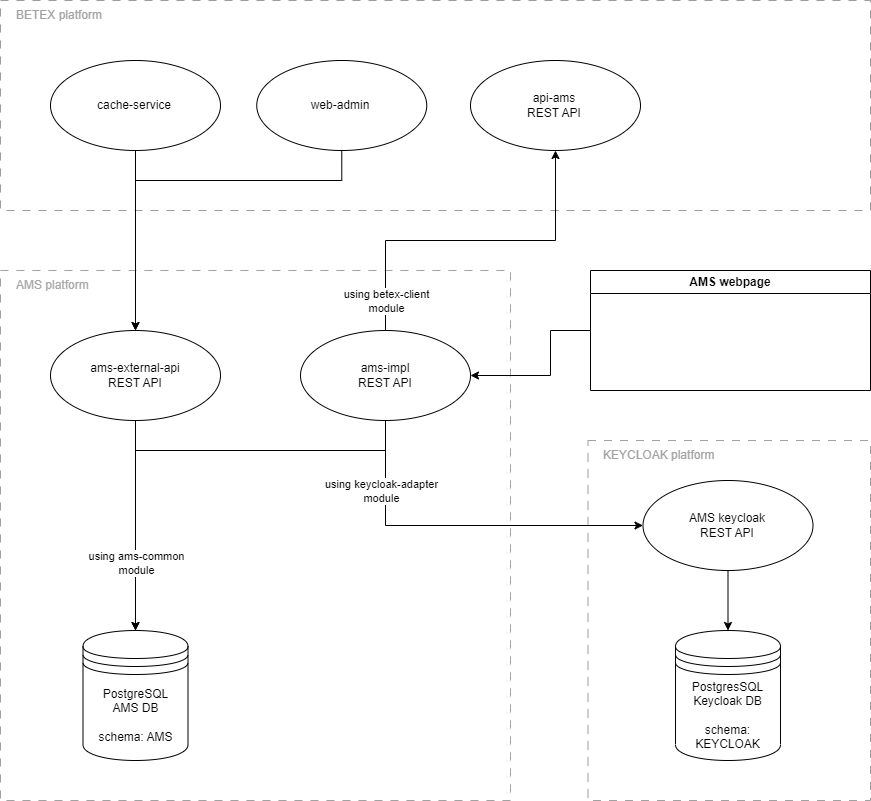 BETEX platform
cache-service
web-admin
api-ams
REST API
AMS platform
using betex-client
module
AMS webpage
ams-external-api
REST API
ams-impl
REST API
KEYCLOAK platform
using keycloak-adapter
module
AMS keycloak
REST API
using ams-common
module
PostgreSQL
AMS DB
schema: AMS
PostgresSQL
Keycloak DB
schema:
KEYCLOAK